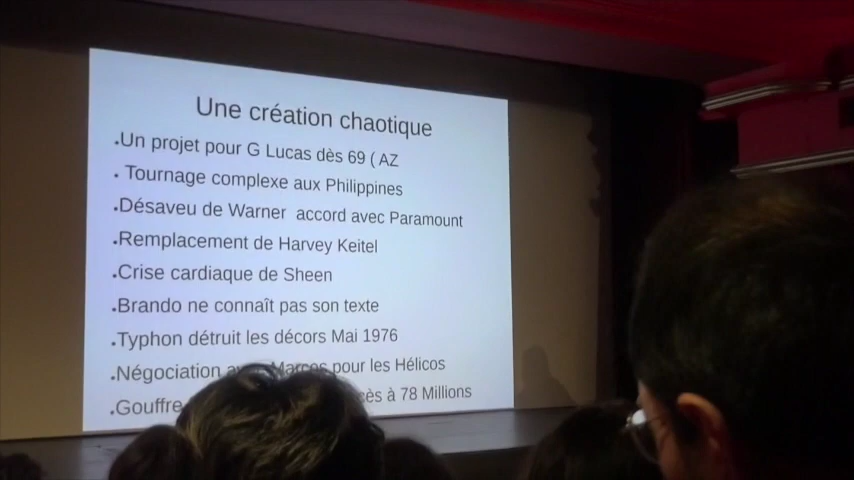 Une création chaotique
.Un projet pour G Lucas dès 69 ( AZ
. Tournage complexe aux Philippines
.Désaveu de Warner accord avec Paramount
.Remplacement de Harvey Keitel
.Crise cardiaque de Sheen
.Brando ne connaît pas son texte
.Typhon détruit les décors Mai 1976
.Négociation Marcos pour les Hélicos
.Gouffre à 78 Millions